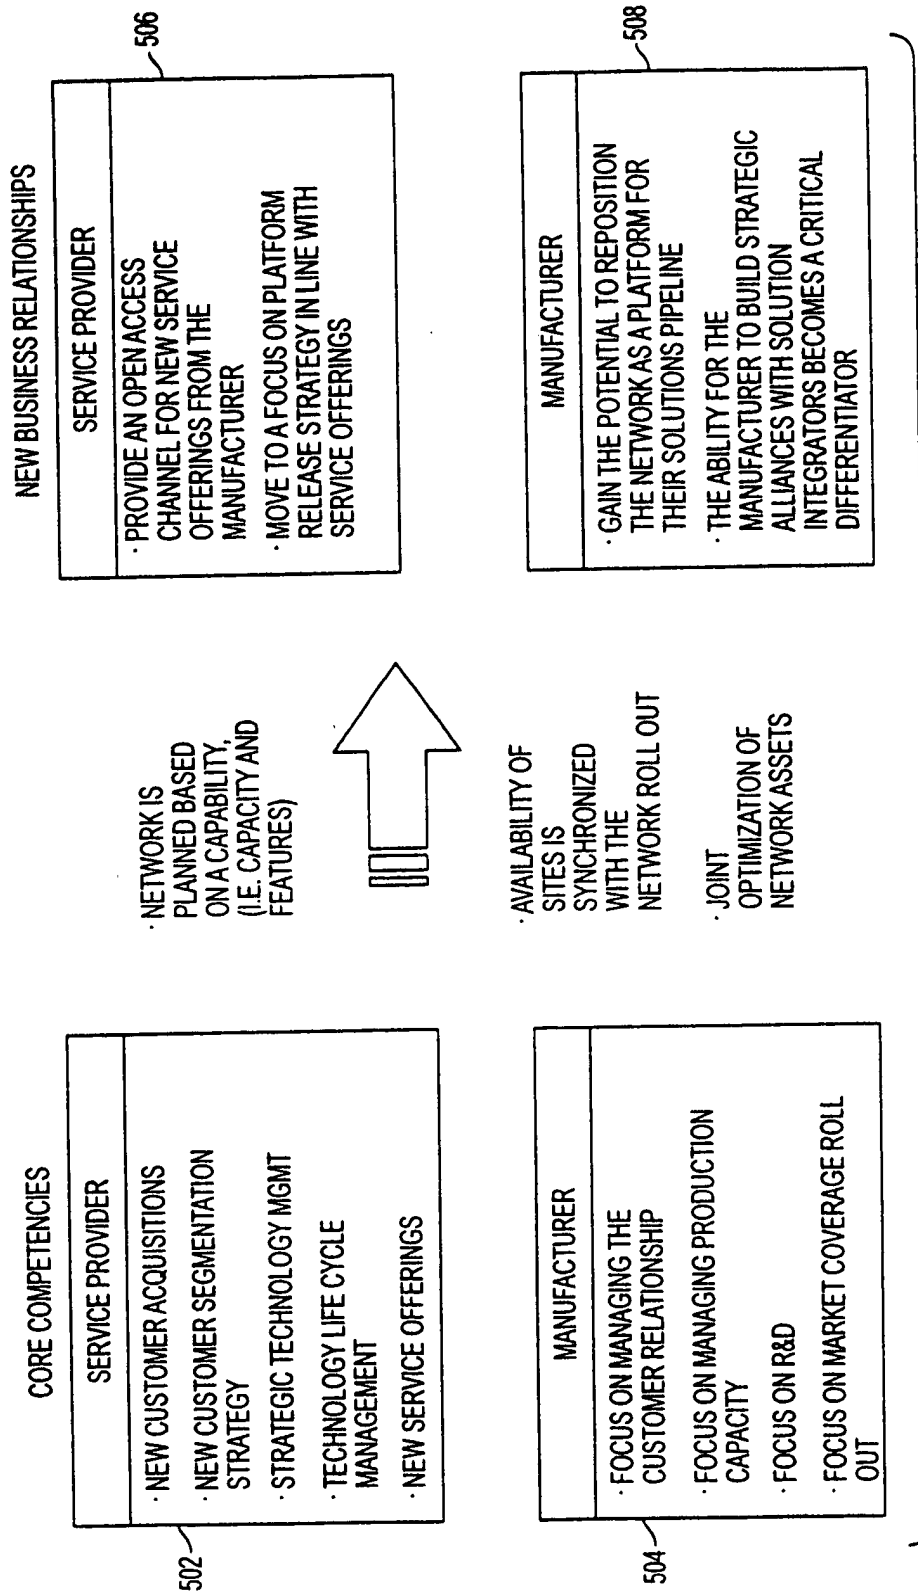 CORE COMPETENCIES
SERVICE PROVIDER
· NEW CUSTOMER ACQUISITIONS
· NEW CUSTOMER SEGMENTATION
STRATEGY
· STRATEGIC TECHNOLOGY MGMT
· TECHNOLOGY LIFE CYCLE
MANAGEMENT
· NEW SERVICE OFFERINGS
502
MANUFACTURER
· FOCUS ON MANAGING THE
CUSTOMER RELATIONSHIP
· FOCUS ON MANAGING PRODUCTION
CAPACITY
· FOCUS ON R&D
· FOCUS ON MARKET COVERAGE ROLL
OUT
504
· NETWORK IS
PLANNED BASED
ON A CAPABILITY,
(I.E. CAPACITY AND
FEATURES)
· AVAILABILITY OF
SITES IS
SYNCHRONIZED
WITH THE
NETWORK ROLL OUT
· JOINT
OPTIMIZATION OF
NETWORK ASSETS
NEW BUSINESS RELATIONSHIPS
SERVICE PROVIDER
· PROVIDE AN OPEN ACCESS
CHANNEL FOR NEW SERVICE
OFFERINGS FROM THE
MANUFACTURER
· MOVE TO A FOCUS ON PLATFORM
RELEASE STRATEGY IN LINE WITH
SERVICE OFFERINGS
506
MANUFACTURER
· GAIN THE POTENTIAL TO REPOSITION
THE NETWORK AS A PLATFORM FOR
THEIR SOLUTIONS PIPELINE
· THE ABILITY FOR THE
MANUFACTURER TO BUILD STRATEGIC
ALLIANCES WITH SOLUTION
INTEGRATORS BECOMES A CRITICAL
DIFFERENTIATOR
508